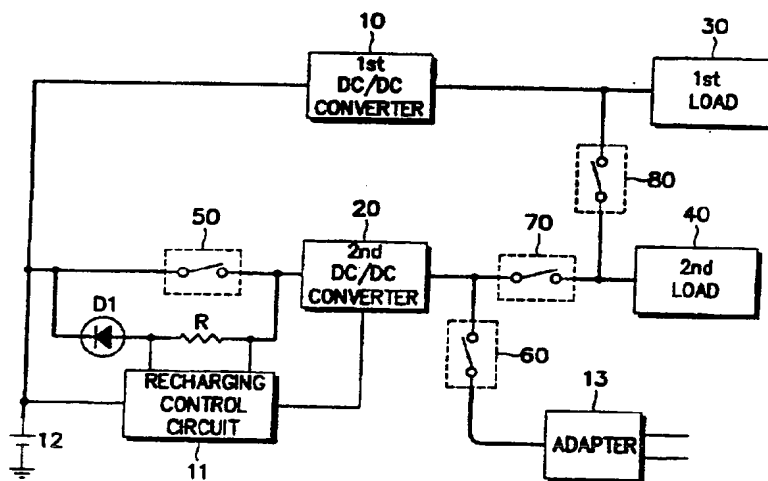 10
30
1st
DC/DC
CONVERTER
1st
LOAD
80
50
20
70
40
2nd
DC/DC
CONVERTER
2nd
LOAD
D1
R
60
13
RECHARGING
CONTROL
CIRCUIT
ADAPTER
12
11